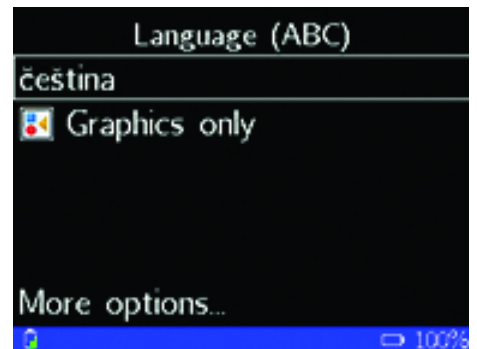 Language (ABC)
čeština
Graphics only
More options...
100%